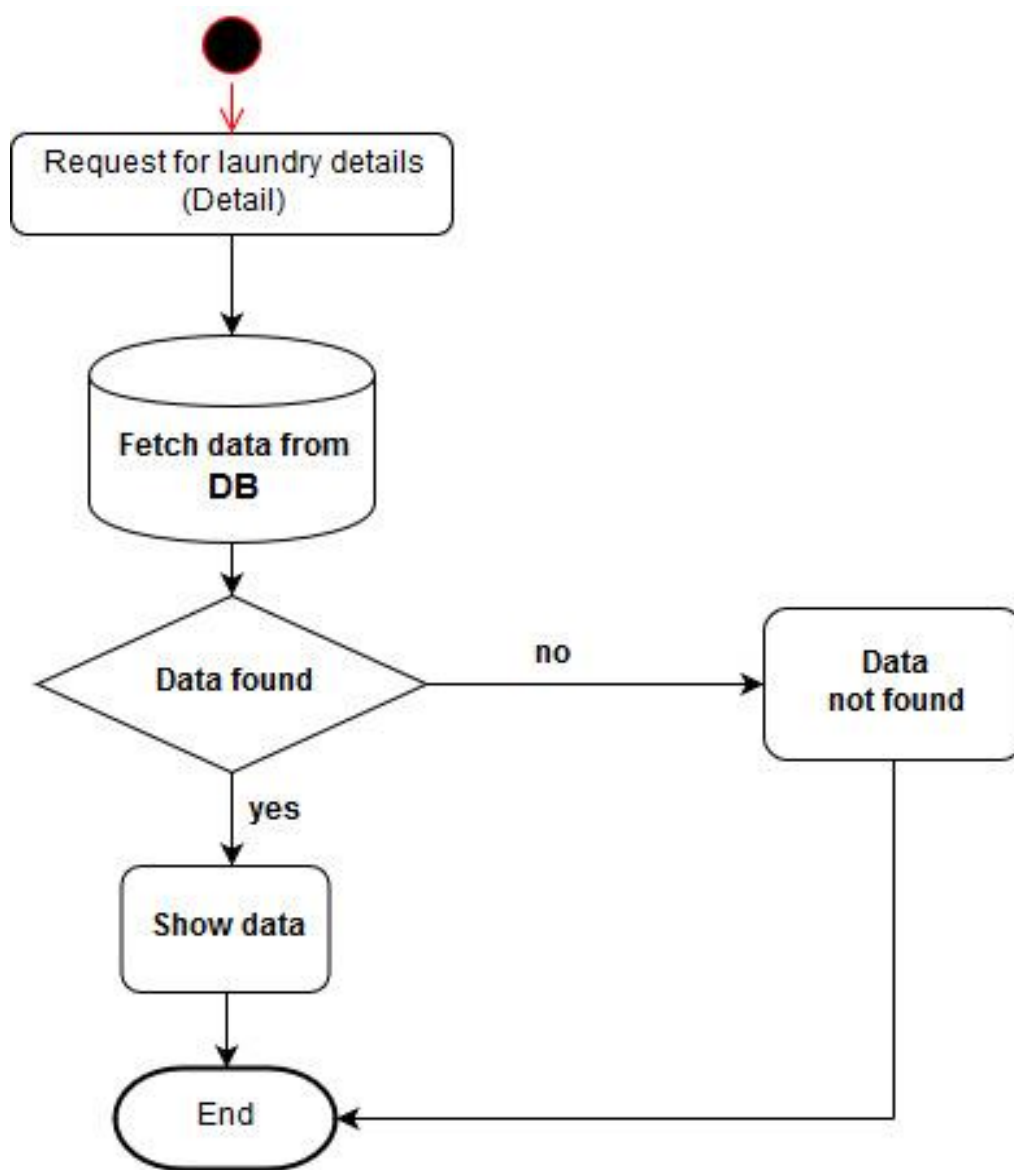 Request for laundry details
(Detail)
Fetch data from
DB
Data found
no
Data
not found
yes
Show data
End